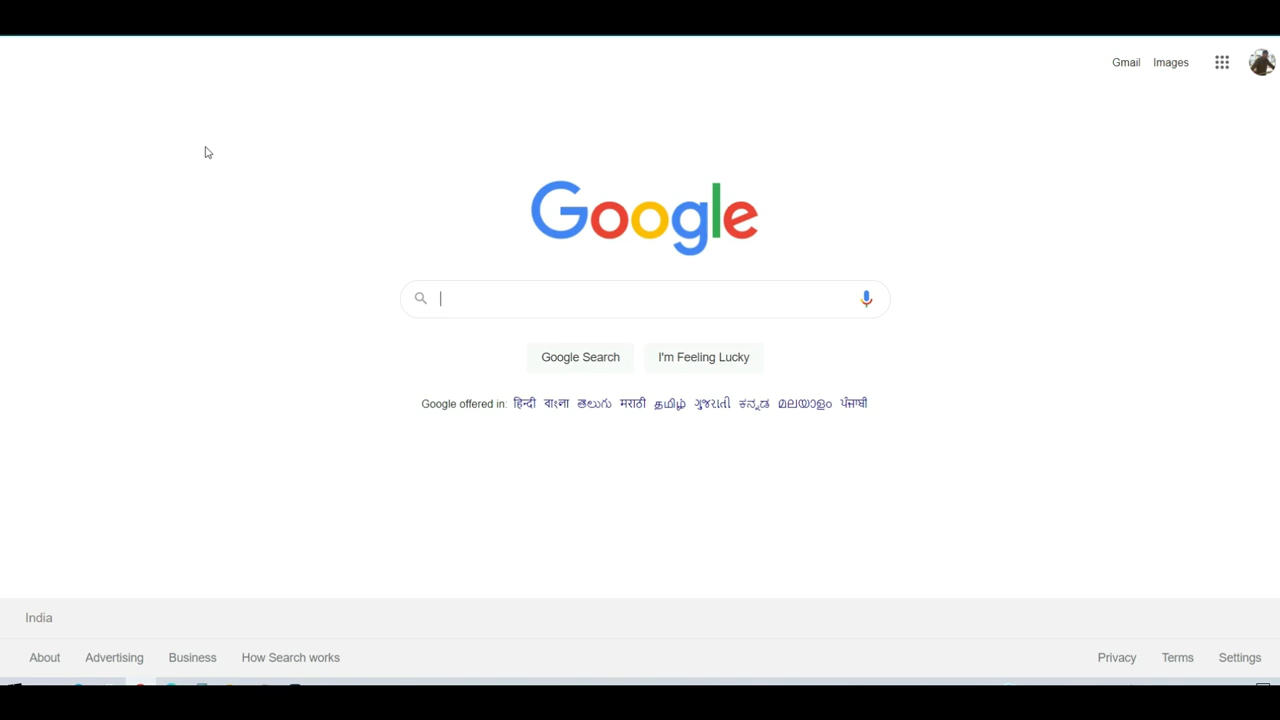 Gmail Images
Google
Google Search I'm Feeling Lucky
Google offered in: हिन्दी বাংলা తెలుగు मराठी தமிழ் ગુજરાતી ಕನ್ನಡ മലയാളം ਪੰਜਾਬੀ
India
About Advertising Business How Search works Privacy Terms Settings